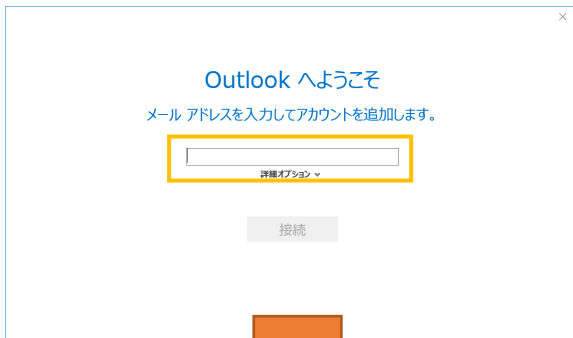 Outlook へようこそ
メール アドレスを入力してアカウントを追加します。
詳細オプション
接続